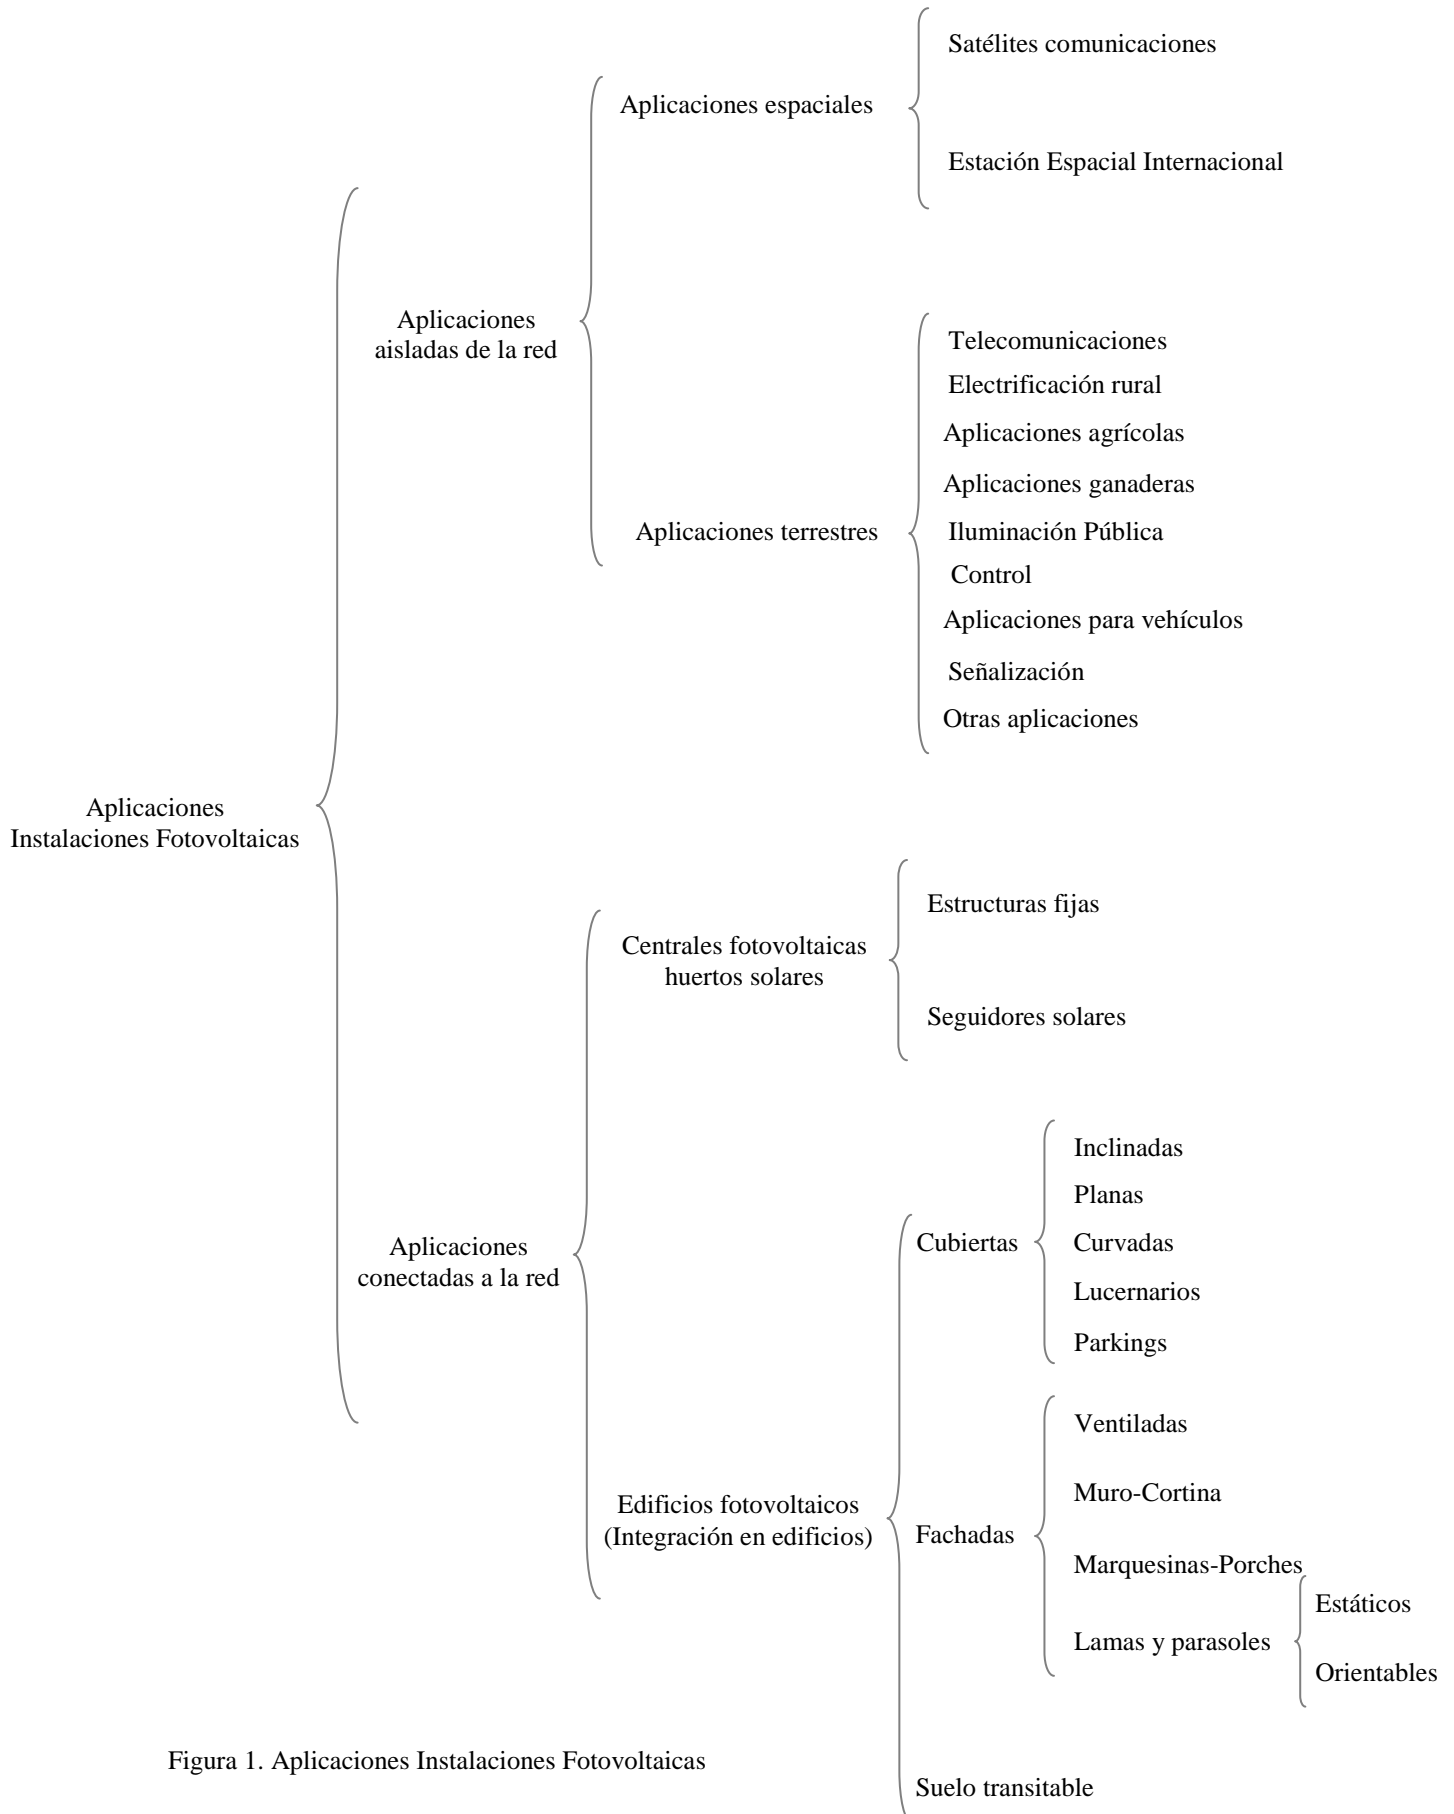 Satélites comunicaciones
Aplicaciones espaciales
Estación Espacial Internacional
Aplicaciones
aisladas de la red
Telecomunicaciones
Electrificación rural
Aplicaciones agrícolas
Aplicaciones ganaderas
Aplicaciones terrestres
Iluminación Pública
Control
Aplicaciones para vehículos
Señalización
Otras aplicaciones
Aplicaciones
Instalaciones Fotovoltaicas
Estructuras fijas
Centrales fotovoltaicas
huertos solares
Seguidores solares
Aplicaciones
conectadas a la red
Cubiertas
Inclinadas
Planas
Curvadas
Lucernarios
Parkings
Edificios fotovoltaicos
(Integración en edificios)
Fachadas
Ventiladas
Muro-Cortina
Marquesinas-Porches
Lamas y parasoles
Estáticos
Orientables
Suelo transitable
Figura 1. Aplicaciones Instalaciones Fotovoltaicas